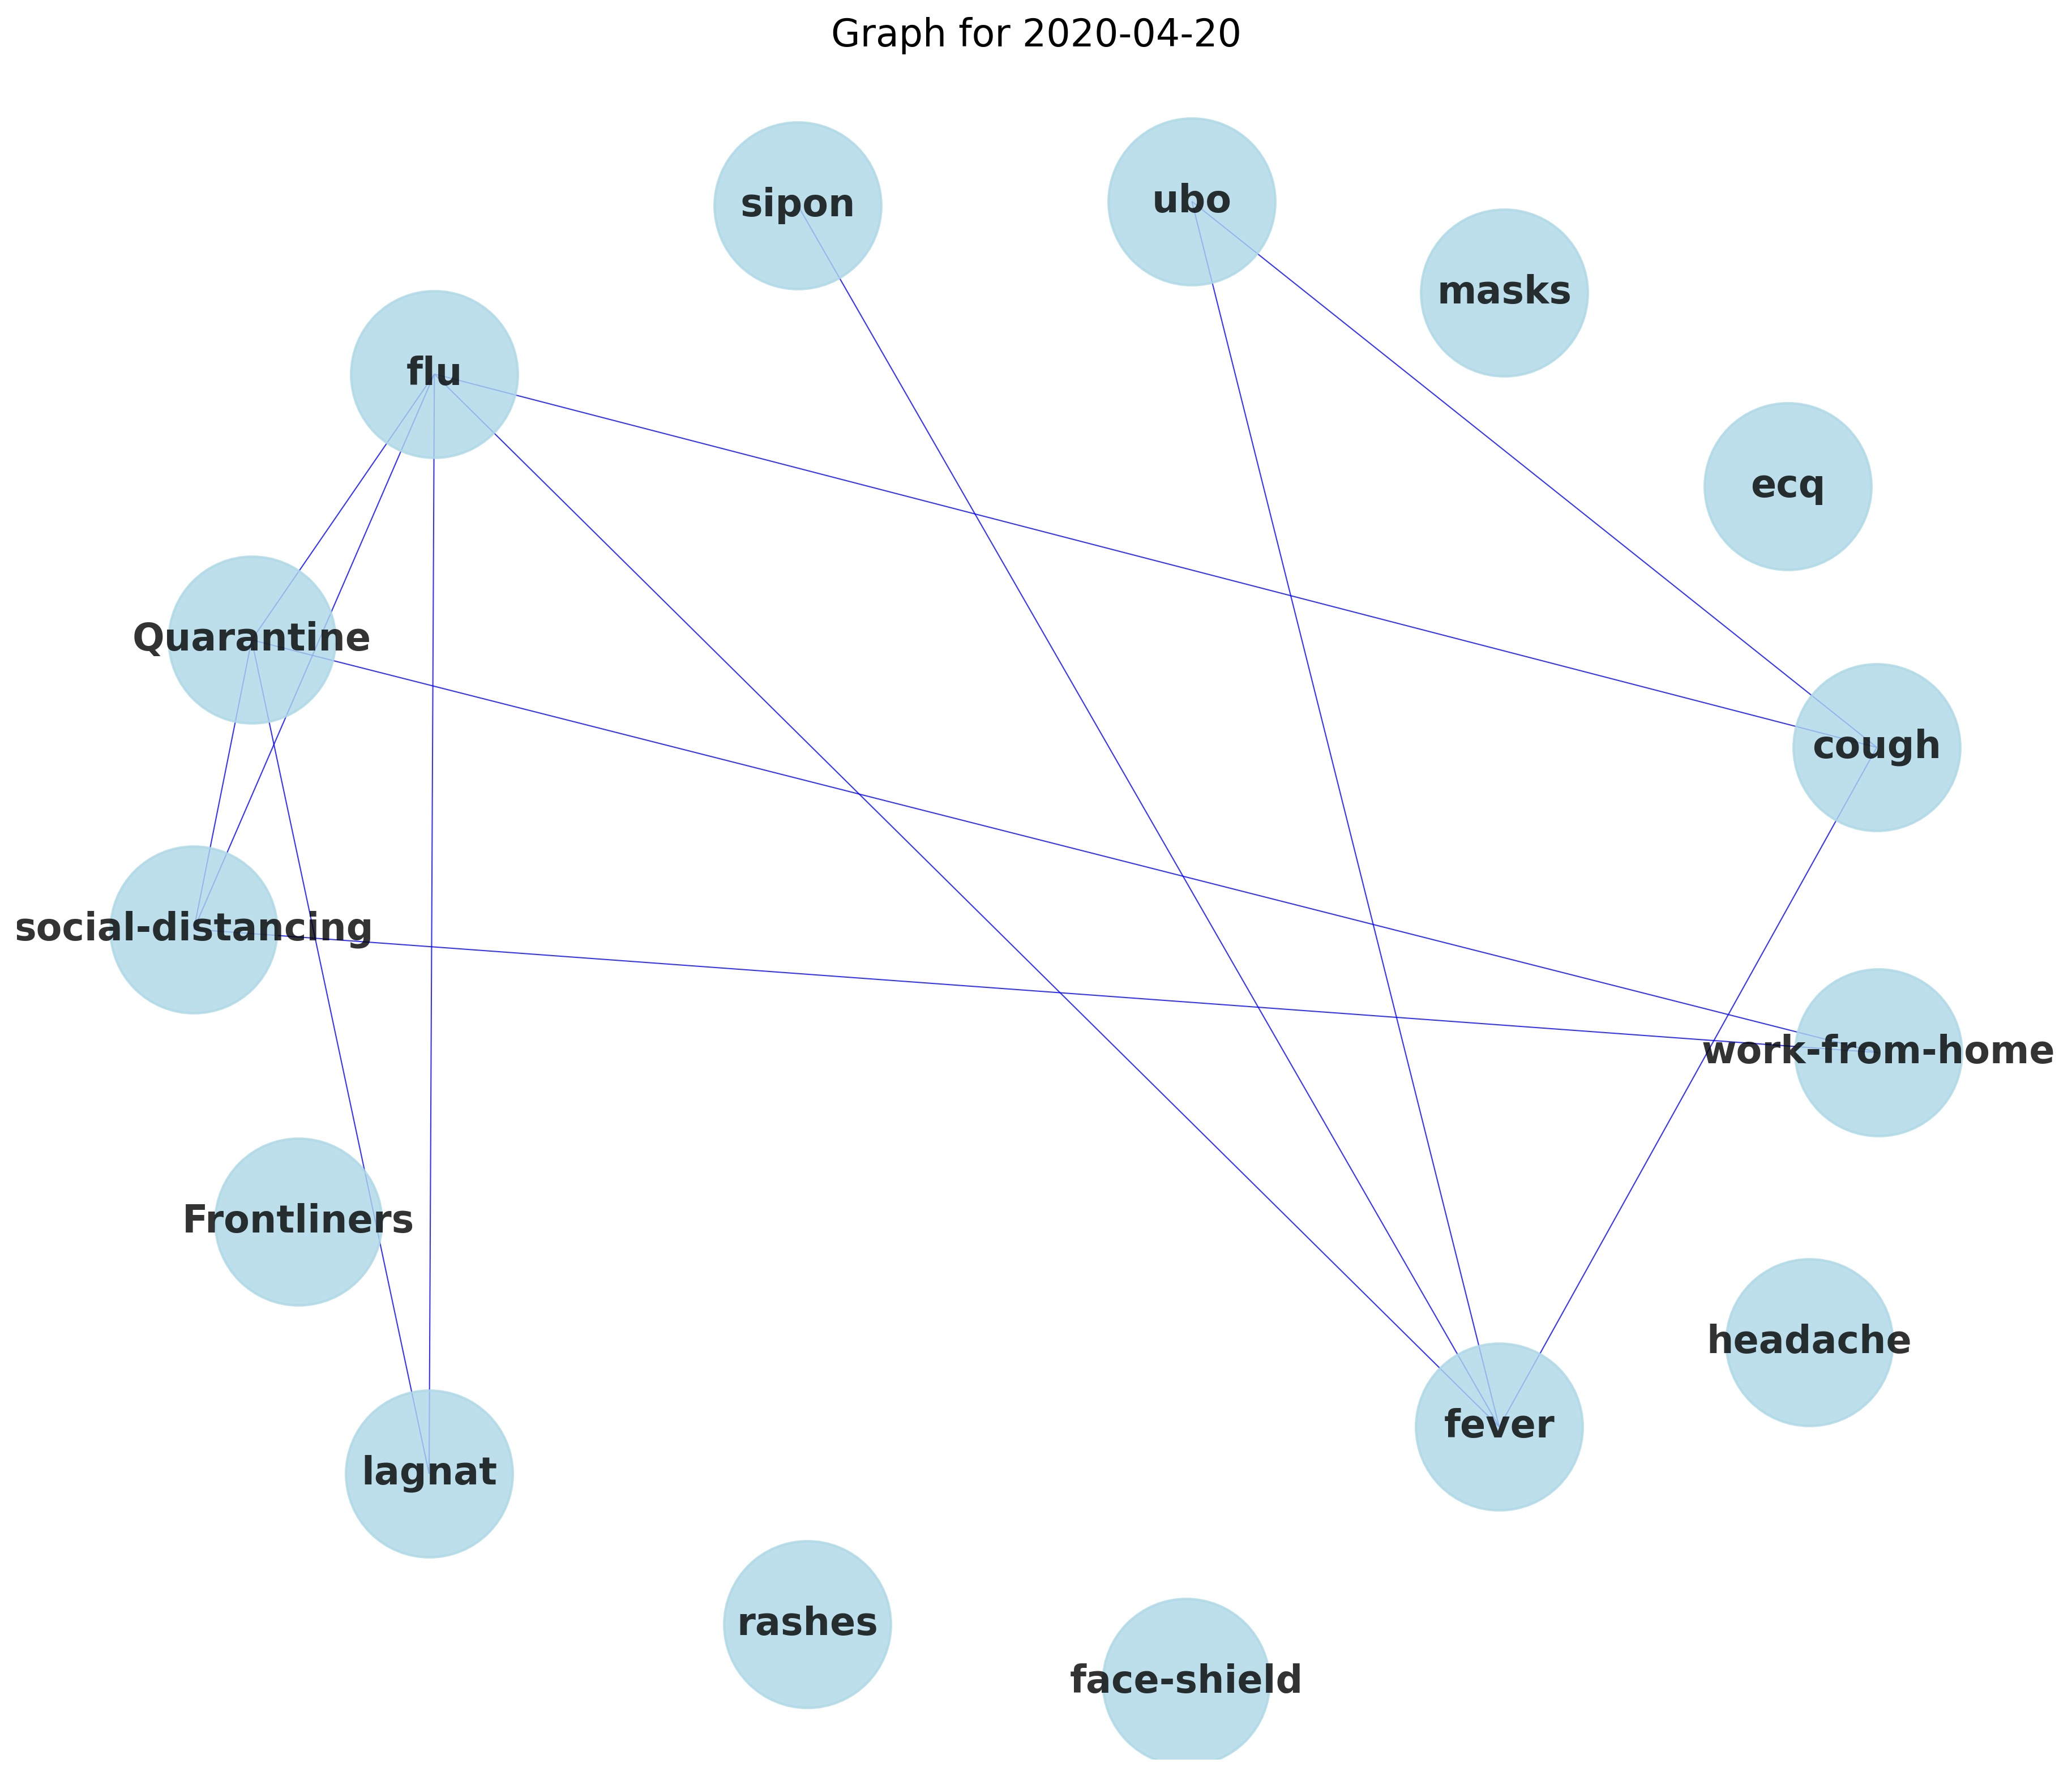 Graph for 2020-04-20
sipon
ubo
masks
flu
ecq
Quarantine
cough
social-distancing
work-from-home
Frontliners
headache
fever
lagnat
rashes
face-shield